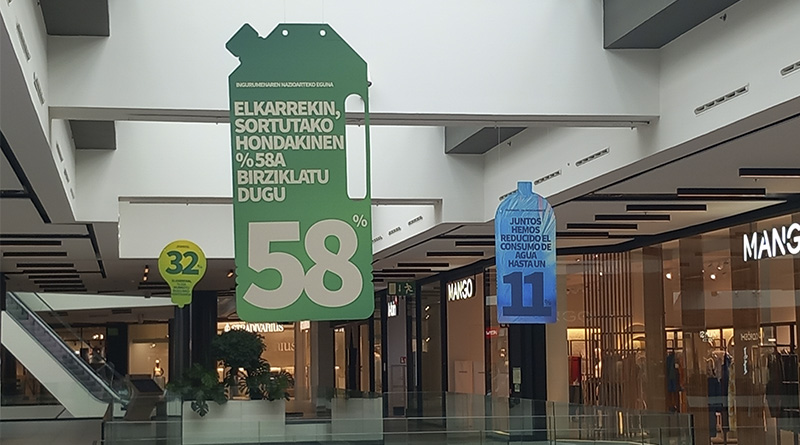 INGURUMENAREN NAZIOARTEKO EGUNA
ELKARREKIN,
SORTUTAKO
HONDAKINEN
%58A
BIRZIKLATU
DUGU
58%
32
JUNTOS
HEMOS
REDUCIDO EL
CONSUMO DE
AGUA
HASTA UN
11
MANGO
MANGO
STRADIVARIUS